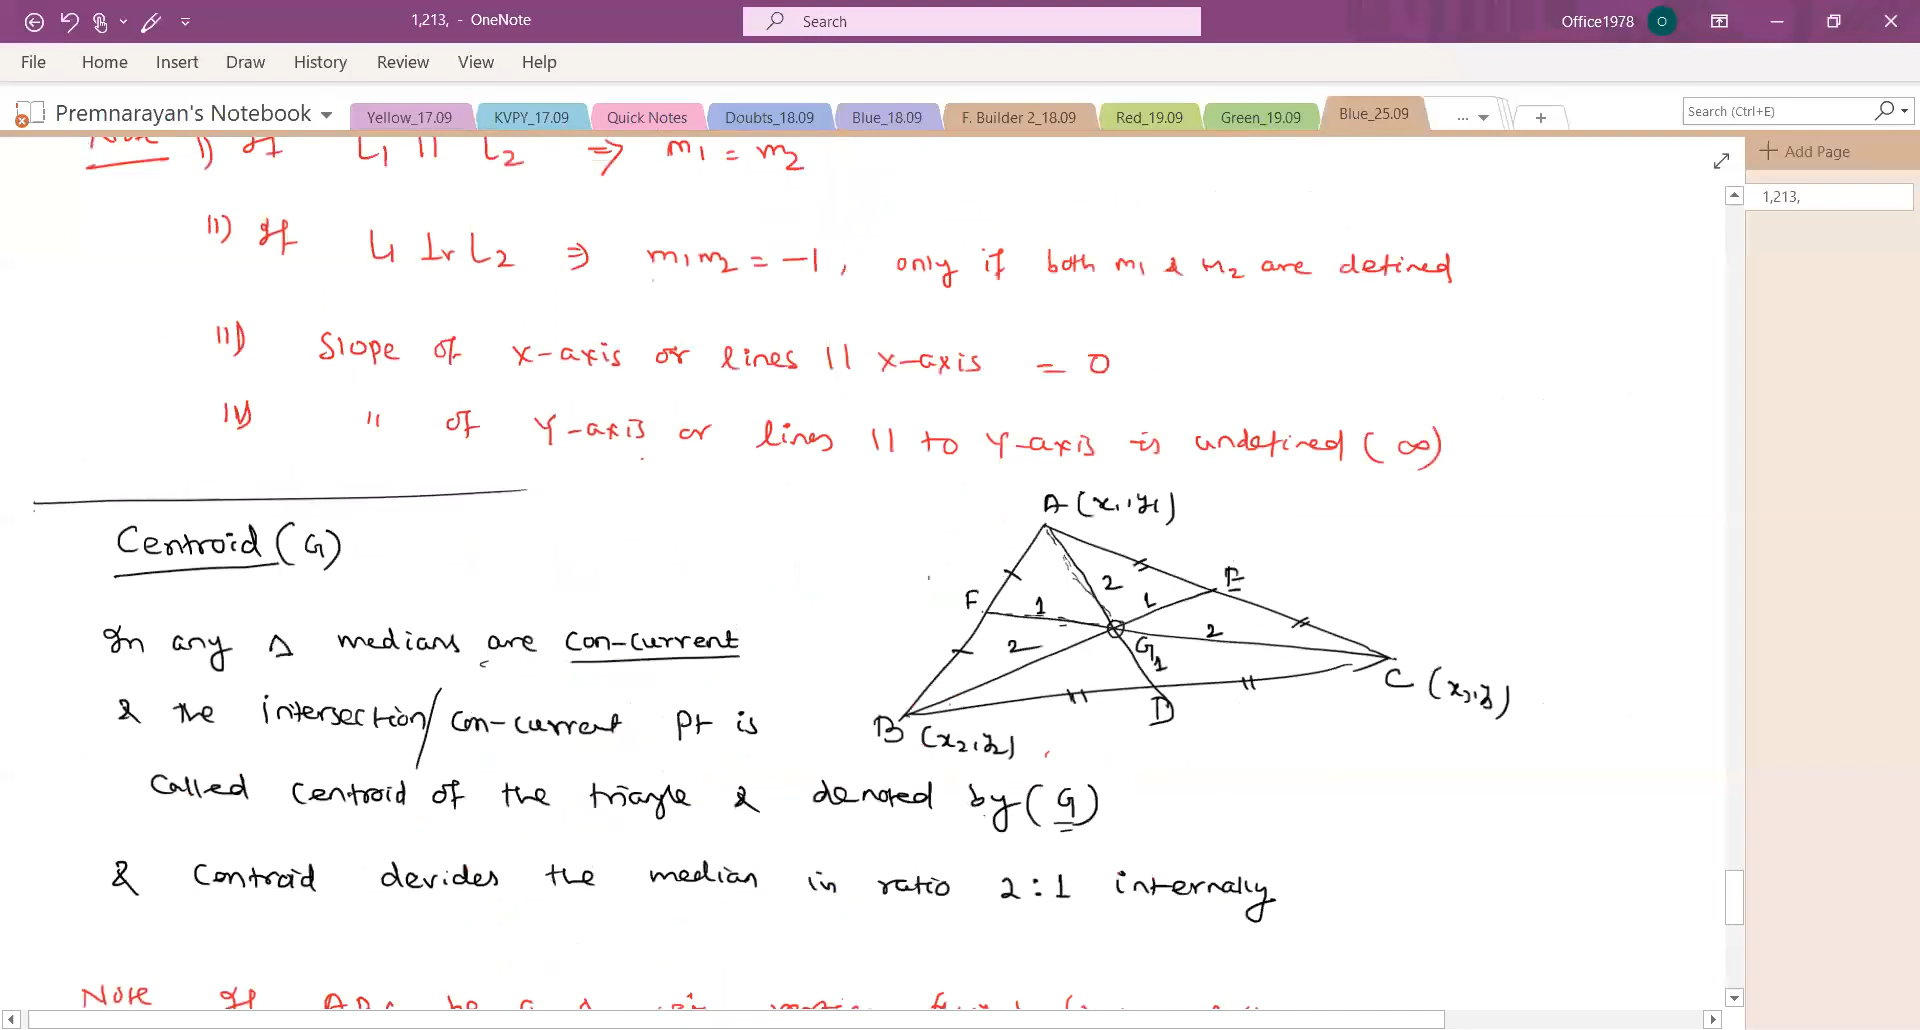 1,213, - OneNote
Search
Office1978
O
File Home Insert Draw History Review View Help
Premnarayan's Notebook
Yellow_17.09 KVPY_17.09 Quick Notes Doubts_18.09 Blue_18.09 F. Builder 2_18.09 Red_19.09 Green_19.09 Blue_25.09 ... +
Search (Ctrl+E)
+ Add Page
1,213,
Note I) If L1 || L2 ⇒ m1 = m2
II) If L1 ⊥r L2 ⇒ m1m2 = -1, only if both m1 & m2 are defined
III) Slope of x-axis or lines || x-axis = 0
IV) " of Y-axis or lines || to Y-axis is undefined (∞)
Centroid (G)
In any Δ medians are con-current
& the intersection/con-current pt is
called centroid of the triangle & denoted by (G)
& Centroid devides the median in ratio 2:1 internally
A (x1, y1)
F 1 2 1 E
2 G 2
1
B (x2, y2)
D
C (x3, y3)
Note If